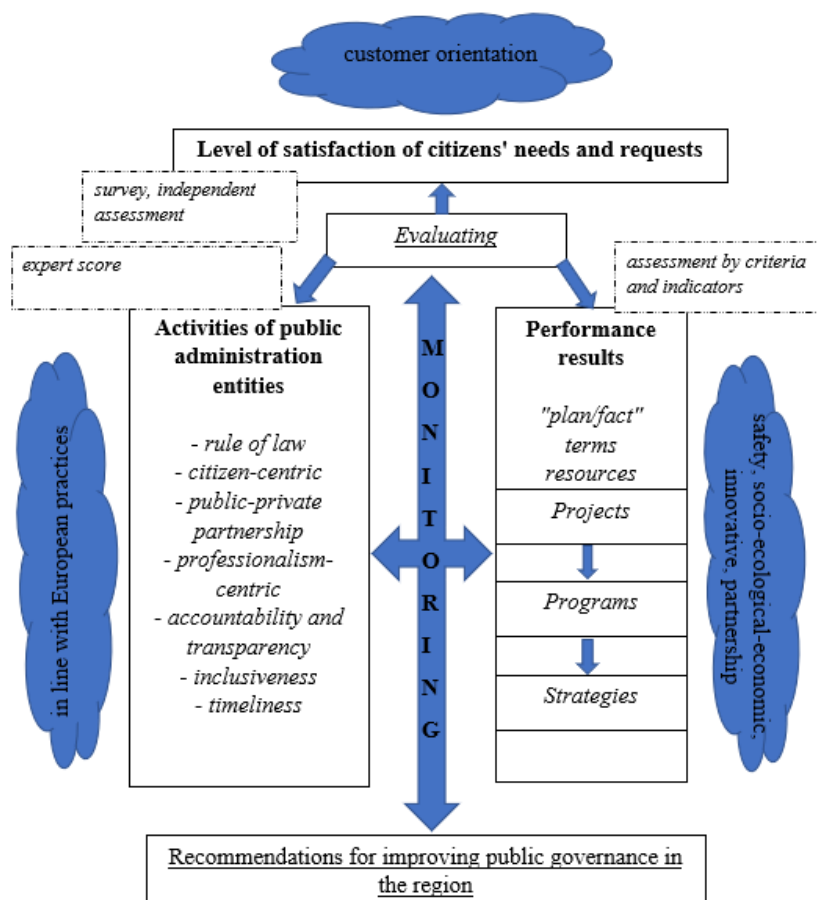 customer orientation
Level of satisfaction of citizens' needs and requests
survey, independent
assessment
Evaluating
expert score
assessment by criteria
and indicators
Activities of public
administration
entities
- rule of law
- citizen-centric
- public-private
partnership
- professionalism-
centric
- accountability and
transparency
- inclusiveness
- timeliness
MONITORING
Performance
results
"plan/fact"
terms
resources
Projects
Programs
Strategies
in line with European practices
safety, socio-ecological-economic,
innovative, partnership
Recommendations for improving public governance in
the region